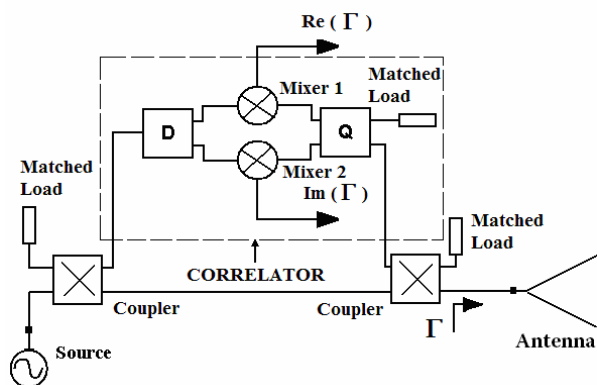 Re ( Γ )
Mixer 1
Matched
Load
D
Q
Mixer 2
Im ( Γ )
Matched
Load
Matched
Load
CORRELATOR
Coupler
Coupler
Γ
Source
Antenna